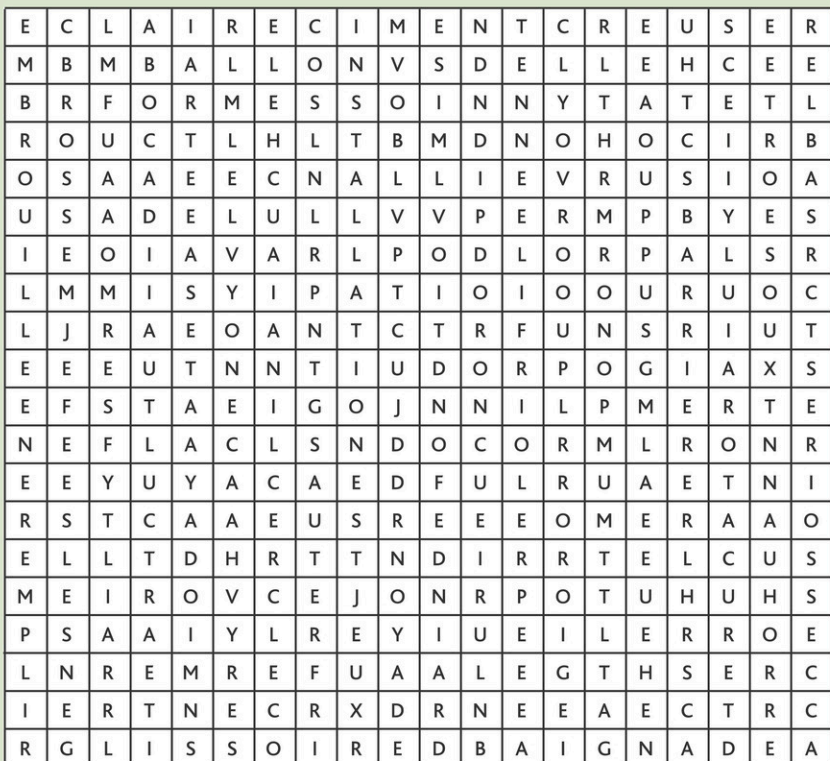 E C L A I R E C I M E N T C R E U S E R
M B M B A L L O N V S D E L L E H C E E
B R F O R M E S S O I N N Y T A T E T L
R O U C T L H L T B M D N O H O C I R B
O S A A E E C N A L L I E V R U S I O A
U S A D E L U L L V V P E R M P B Y E S
I E O I A V A R L P O D L O R P A L S R
L M M I S Y I P A T I O I O O U R U O C
L J R A E O A N T C T R F U N S R I U T
E E E U T N N T I U D O R P O G I A X S
E F S T A E I G O J N N I L P M E R T E
N E F L A C L S N D O C O R M L R O N R
E E Y U Y A C A E D F U L R U A E T N I
R S T C A A E U S R E E E O M E R A A O
E L L T D H R T T N D I R R T E L C U S
M E I R O V C E J O N R P O T U H U H S
P S A A I Y L R E Y I U E I L E R R O E
L N R E M R E F U A A L E G T H S E R C
I E R T N E C R X D R N E E A E C T R C
R G L I S S O I R E D B A I G N A D E A